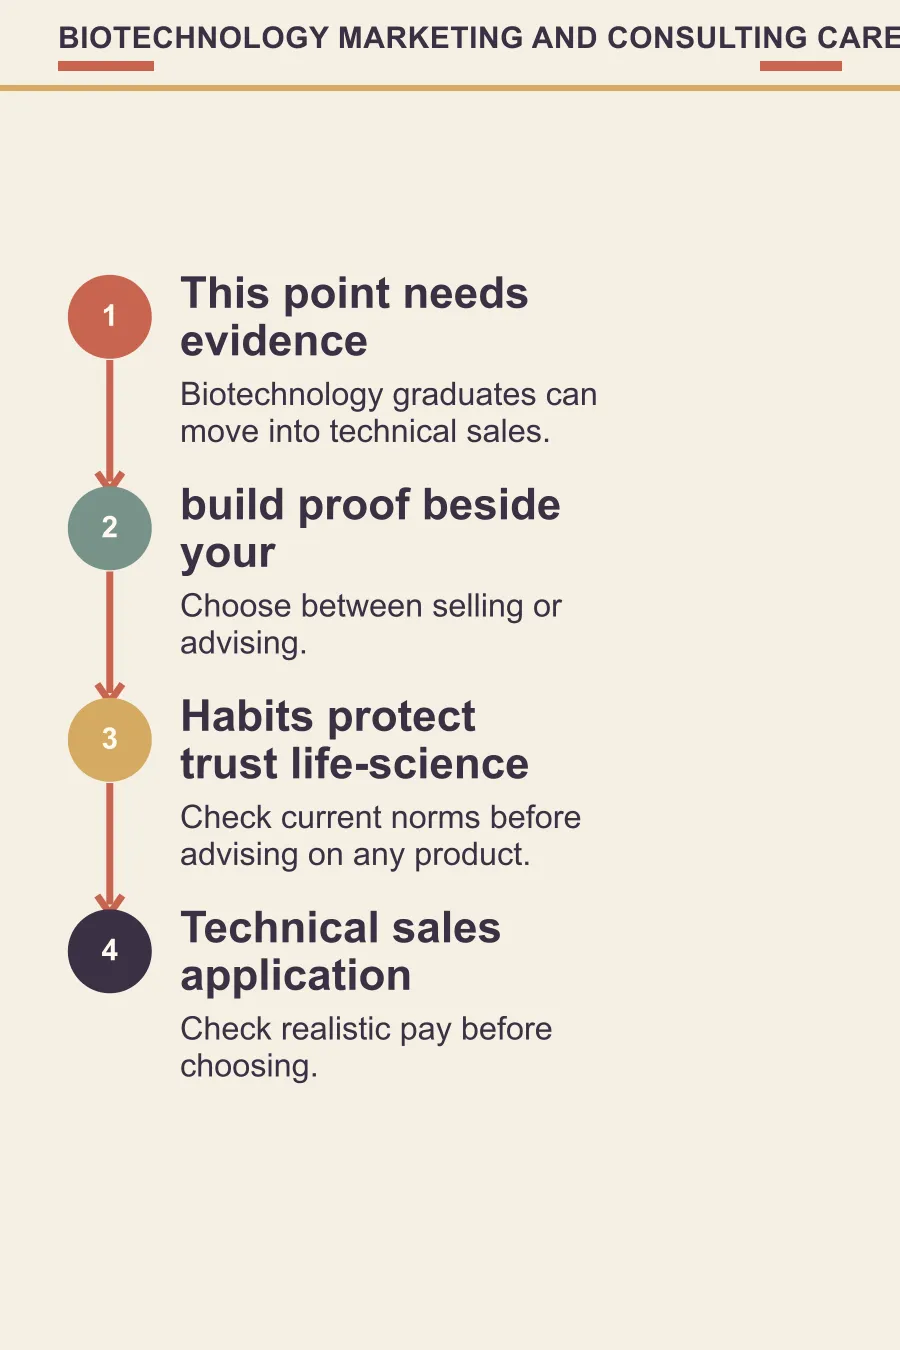 BIOTECHNOLOGY MARKETING AND CONSULTING CARE
1
This point needs
evidence
Biotechnology graduates can
move into technical sales.
2
build proof beside
your
Choose between selling or
advising.
3
Habits protect
trust life-science
Check current norms before
advising on any product.
4
Technical sales
application
Check realistic pay before
choosing.